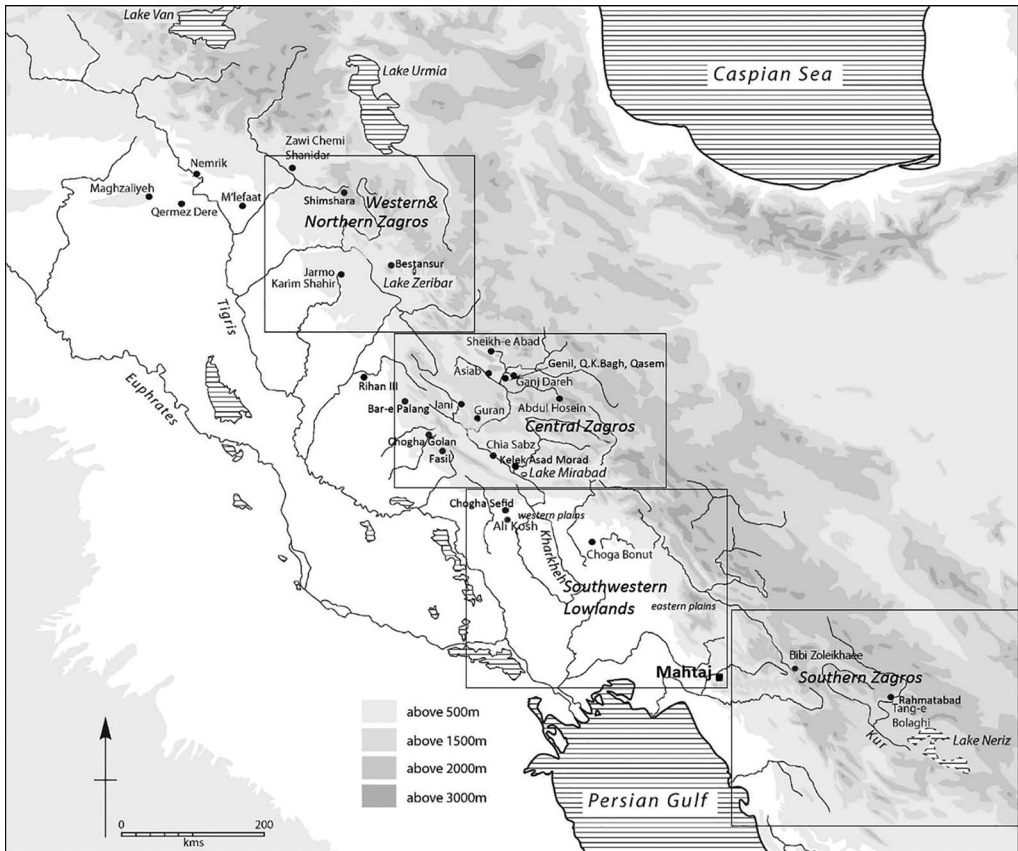 Lake Van
Lake Urmia
Caspian Sea
Zawi Chemi
Shanidar
Nemrik
Maghzaliyeh
Qermez Dere
M'lefaat
Shimshara
Western&
Northern Zagros
Bestansur
Lake Zeribar
Jarmo
Karim Shahir
Tigris
Euphrates
Sheikh-e Abad
Genil, Q.K.Bagh, Qasem
Asiab
Ganj Dareh
Rihan III
Bar-e Palang
Jani
Guran
Abdul Hosein
Central Zagros
Chogha Golan
Fasil
Chia Sabz
Kelek Asad Morad
Lake Mirabad
Chogha Sefid
western plains
Ali Kosh
Kharkheh
Choga Bonut
Southwestern
Lowlands
eastern plains
Mahtaj
Bibi Zoleikhaee
Southern Zagros
Rahmatabad
Tang-e
Bolaghi
Kur
Lake Neriz
Persian Gulf
above 500m
above 1500m
above 2000m
above 3000m
0 200
kms